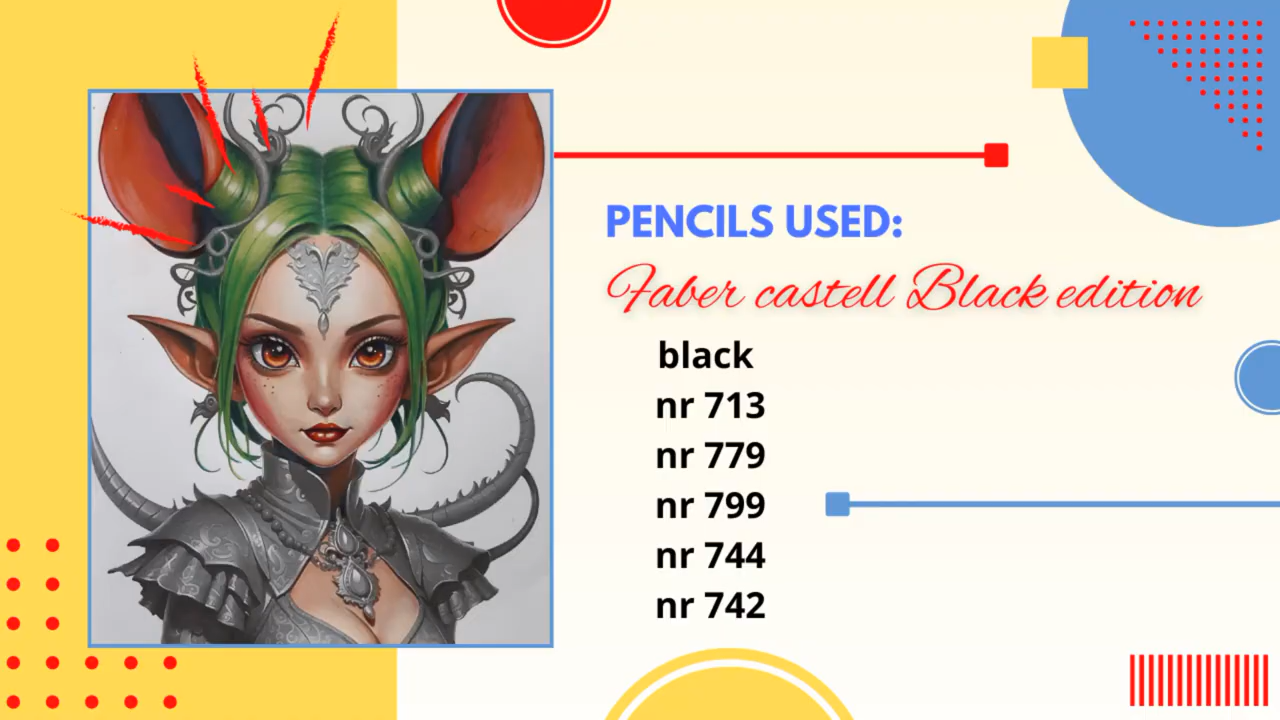 PENCILS USED:
Faber castell Black edition
black
nr 713
nr 779
nr 799
nr 744
nr 742